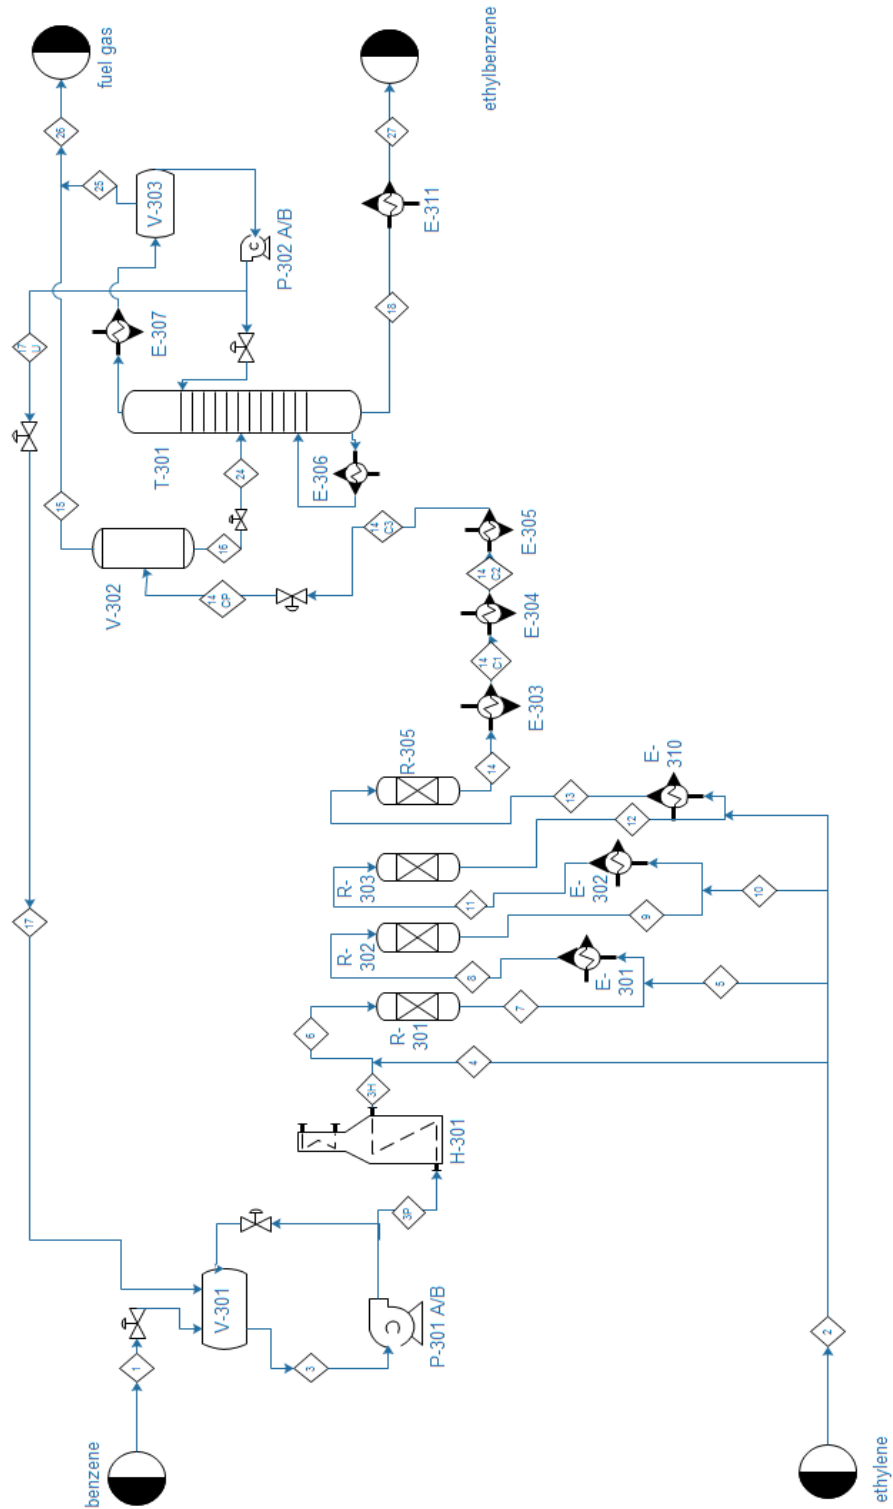 benzene
1
V-301
3
P-301 A/B
3P
H-301
3H
17
4
6
R-
301
7
5
E-
301
8
R-
302
9
10
E-
302
11
R-
303
12
13
E-
310
R-305
14
E-303
14
C1
E-304
14
C2
E-305
14
C3
14
CP
V-302
16
15
24
T-301
E-306
17
E-307
P-302 A/B
V-303
25
26
fuel gas
18
E-311
27
ethylbenzene
ethylene
2
C
C